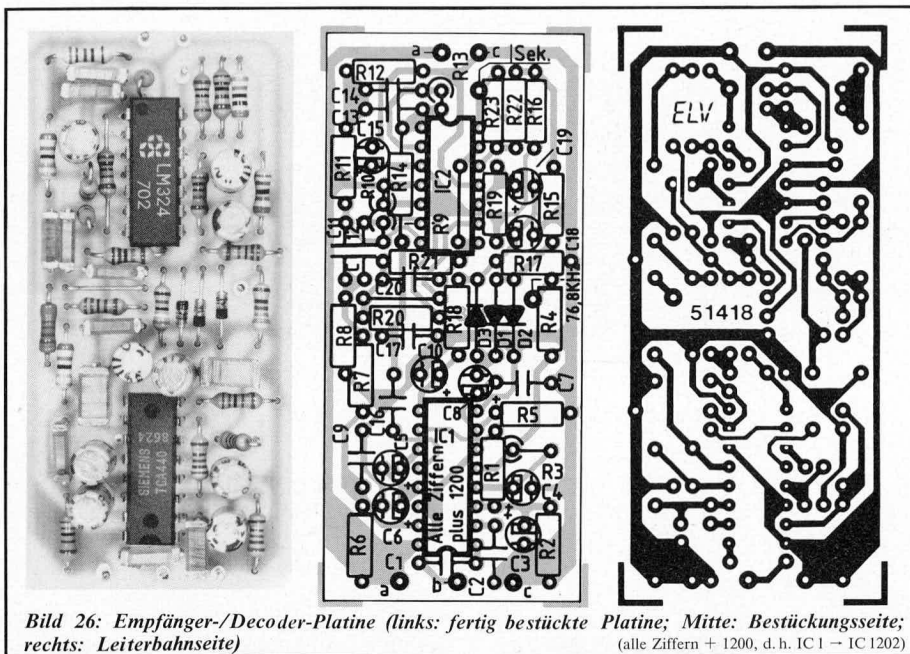 LM324
702
SIEMENS 8624
TCA440
a
c
Sek.
R13
R12
C14
C13
C15
R11
R10
R14
IC2
R9
R23
R22
R16
C19
R19
R15
C18
R21
R17
C20
R8
R20
R18
D3
D1
D2
R4
76,8KHz
C17
R7
C16
C8
C7
R5
C9
C5
IC1
Alle Ziffern
plus 1200
R1
R3
C4
C6
R6
R2
C1
C2
C3
a
b
c
ELV
51418
Bild 26: Empfänger-/Decoder-Platine (links: fertig bestückte Platine; Mitte: Bestückungsseite;
rechts: Leiterbahnseite) (alle Ziffern + 1200, d. h. IC 1 → IC 1202)